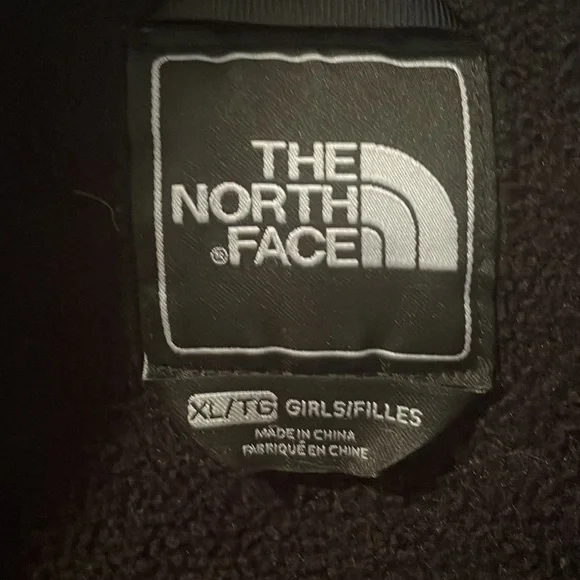 THE
NORTH
®FACE
XL/TG GIRLS/FILLES
MADE IN CHINA
FABRIQUÉ EN CHINE